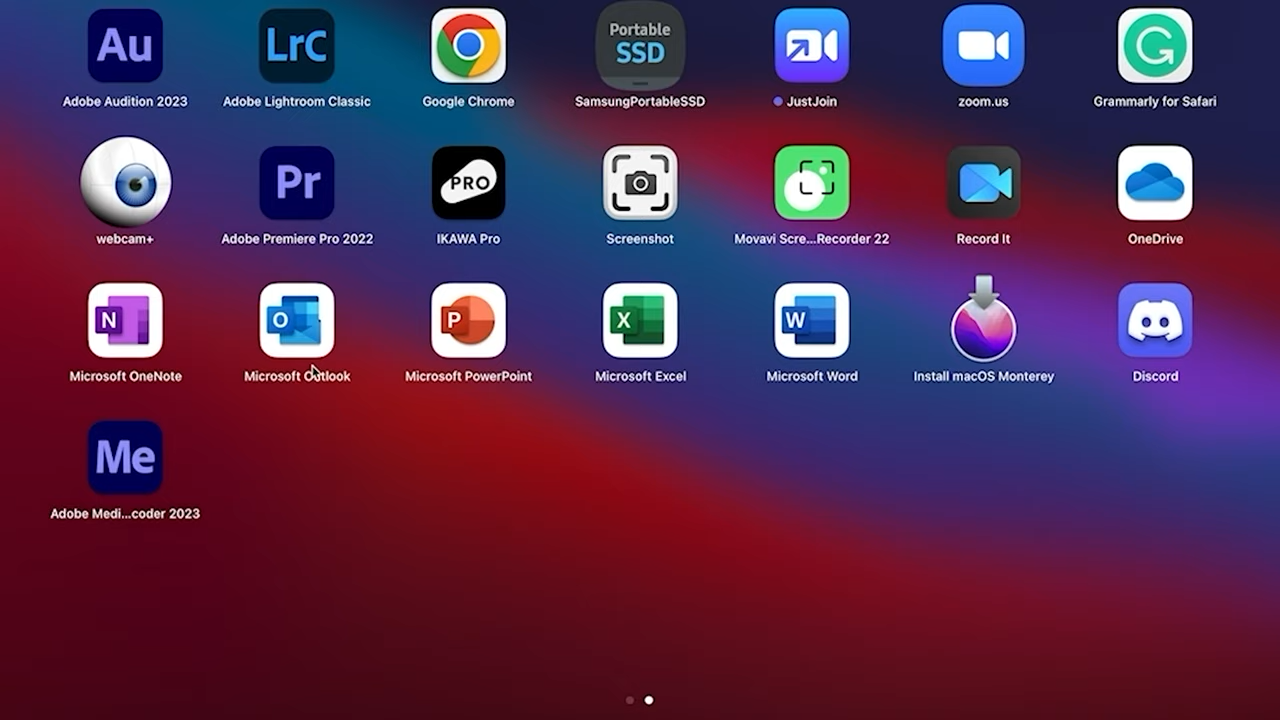 Au
LrC
Portable
SSD
Adobe Audition 2023
Adobe Lightroom Classic
Google Chrome
SamsungPortableSSD
JustJoin
zoom.us
Grammarly for Safari
Pr
PRO
webcam+
Adobe Premiere Pro 2022
IKAWA Pro
Screenshot
Movavi Scre...Recorder 22
Record It
OneDrive
N
O
P
X
W
Microsoft OneNote
Microsoft Outlook
Microsoft PowerPoint
Microsoft Excel
Microsoft Word
Install macOS Monterey
Discord
Me
Adobe Medi...coder 2023